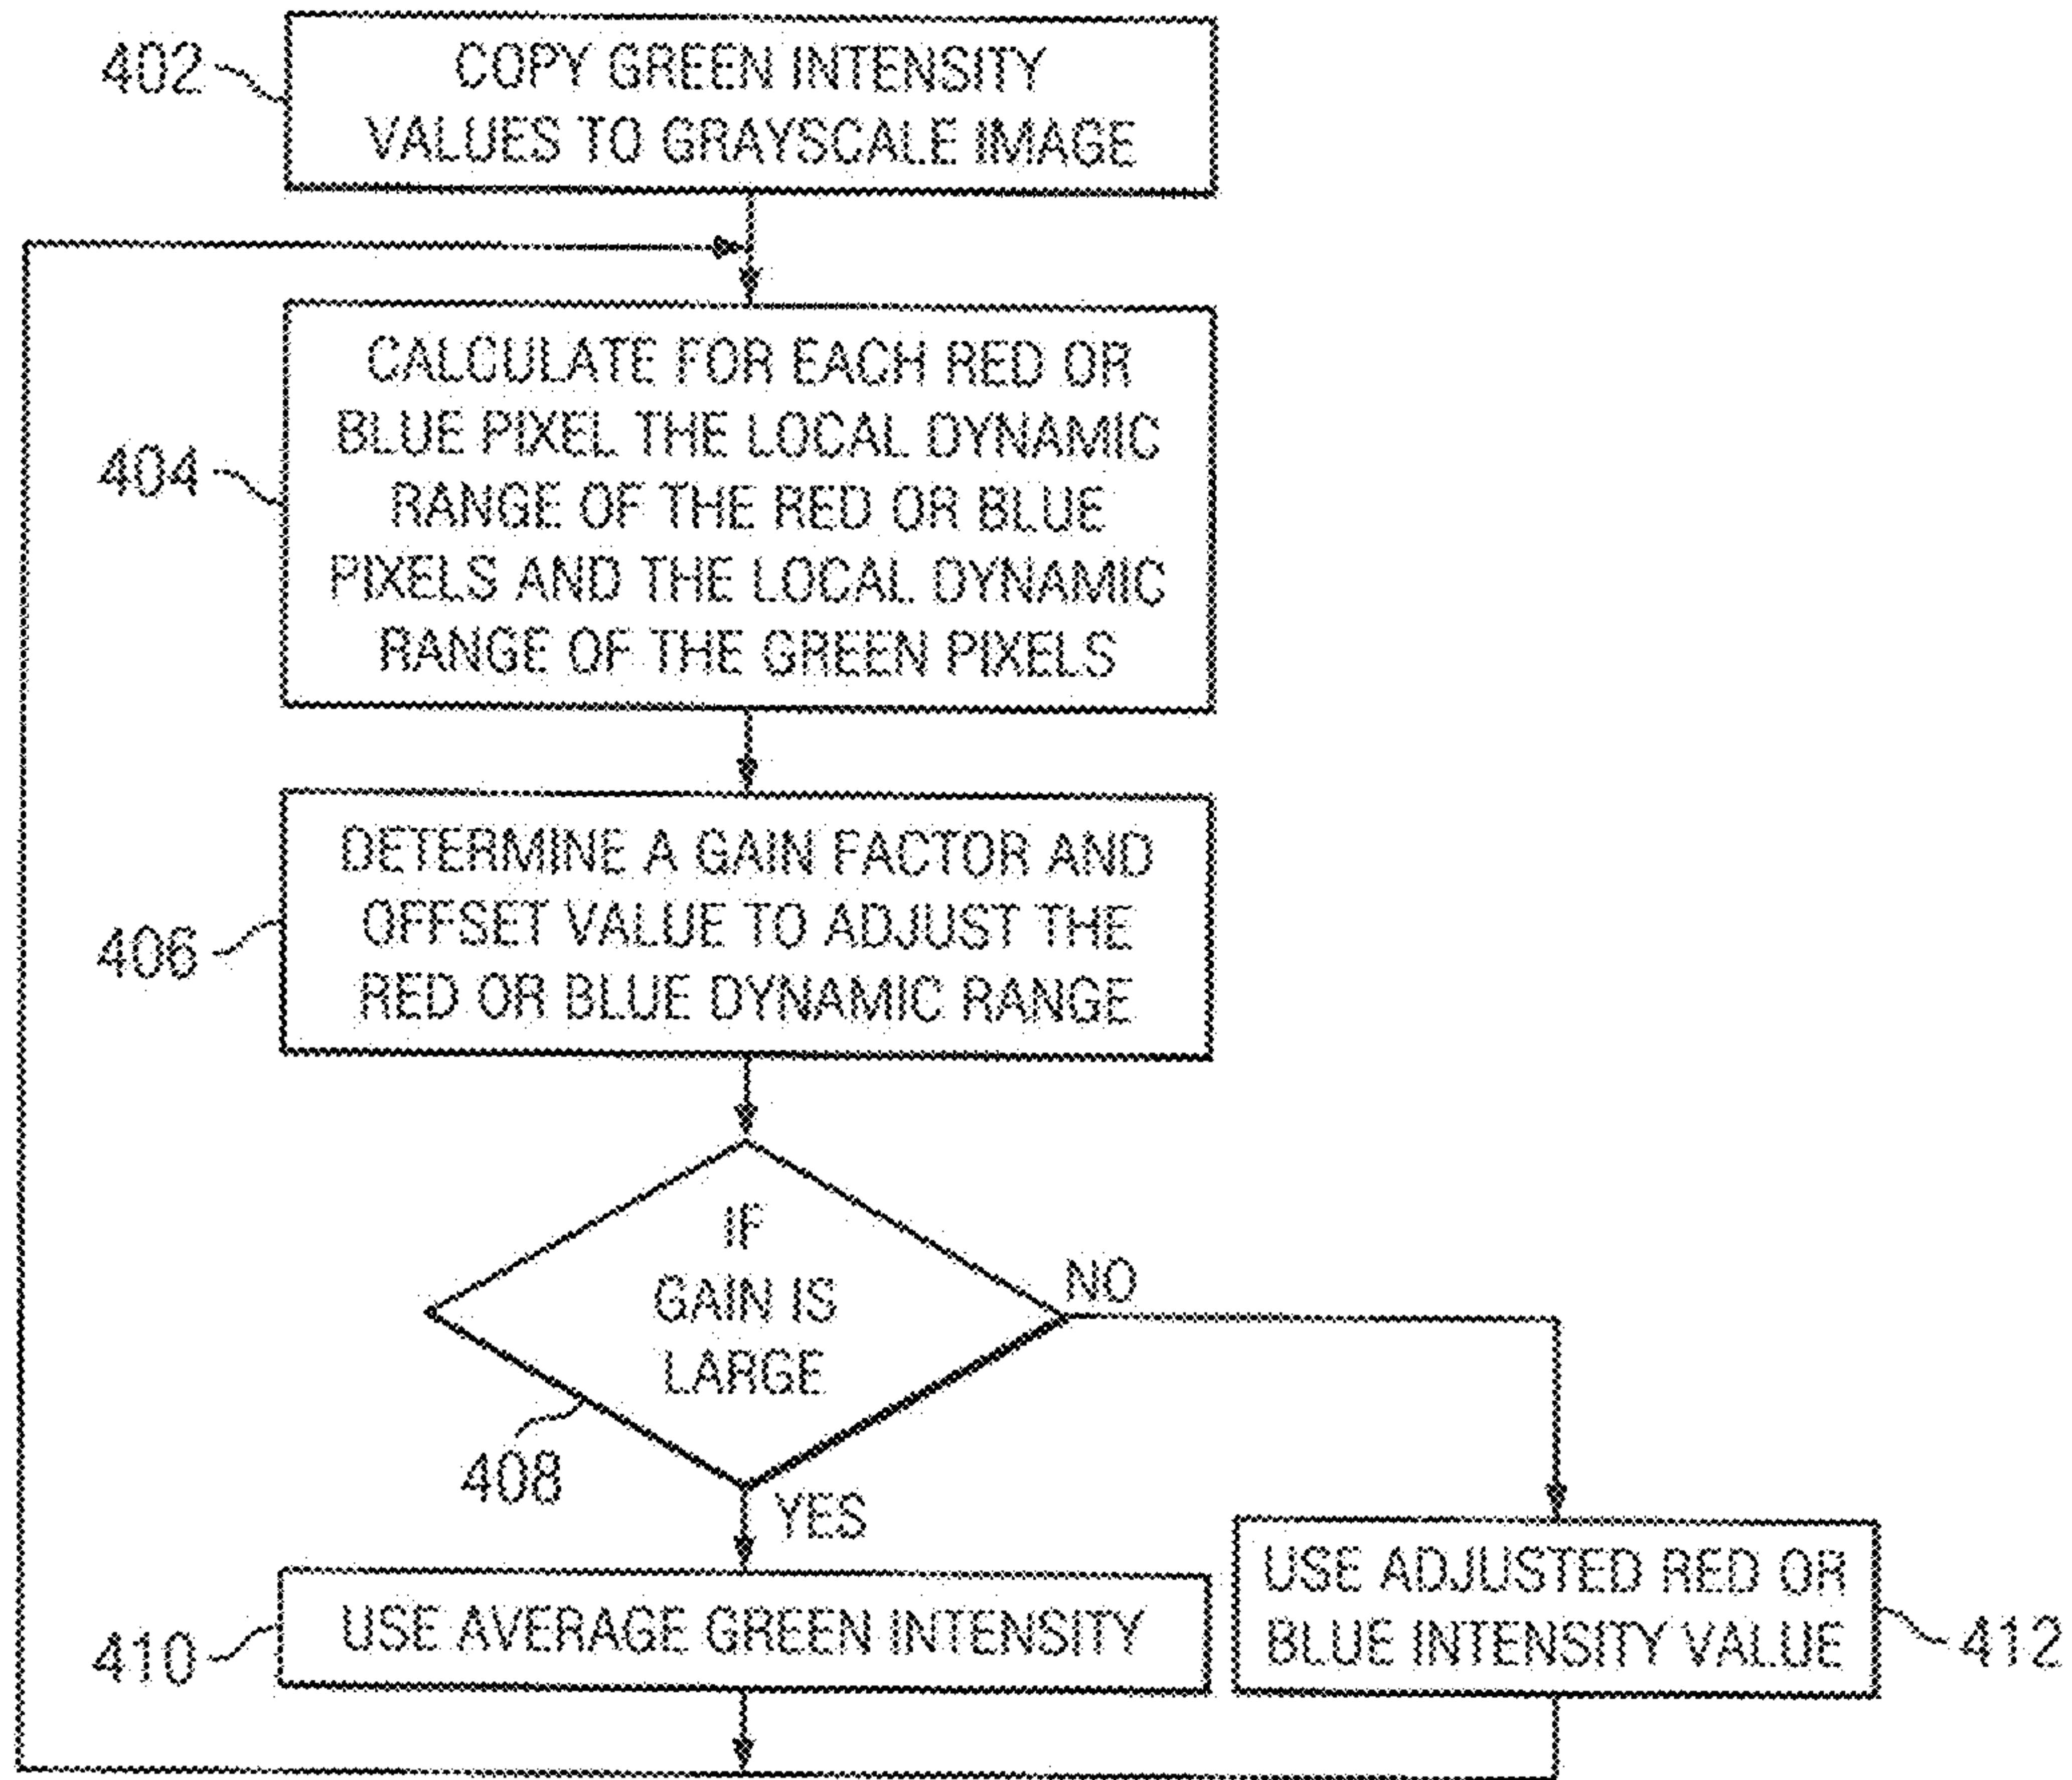 402
COPY GREEN INTENSITY
VALUES TO GRAYSCALE IMAGE
404
CALCULATE FOR EACH RED OR
BLUE PIXEL THE LOCAL DYNAMIC
RANGE OF THE RED OR BLUE
PIXELS AND THE LOCAL DYNAMIC
RANGE OF THE GREEN PIXELS
406
DETERMINE A GAIN FACTOR AND
OFFSET VALUE TO ADJUST THE
RED OR BLUE DYNAMIC RANGE
IF
GAIN IS
LARGE
NO
408
YES
410
USE AVERAGE GREEN INTENSITY
USE ADJUSTED RED OR
BLUE INTENSITY VALUE
412